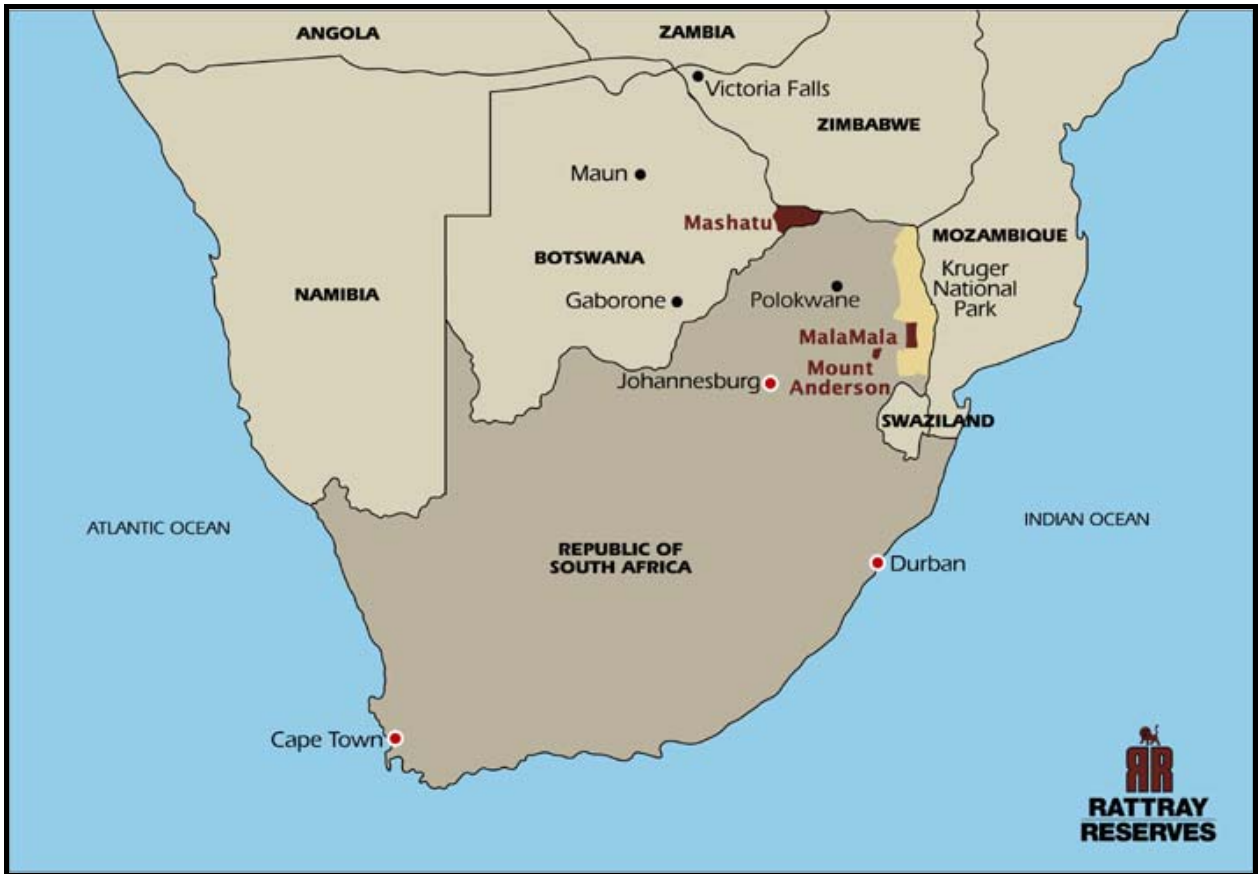 ANGOLA
ZAMBIA
Victoria Falls
ZIMBABWE
Maun
Mashatu
MOZAMBIQUE
BOTSWANA
Kruger
National
Park
NAMIBIA
Gaborone
Polokwane
MalaMala
Mount
Anderson
Johannesburg
SWAZILAND
ATLANTIC OCEAN
INDIAN OCEAN
REPUBLIC OF
SOUTH AFRICA
Durban
Cape Town
RR
RATTRAY
RESERVES